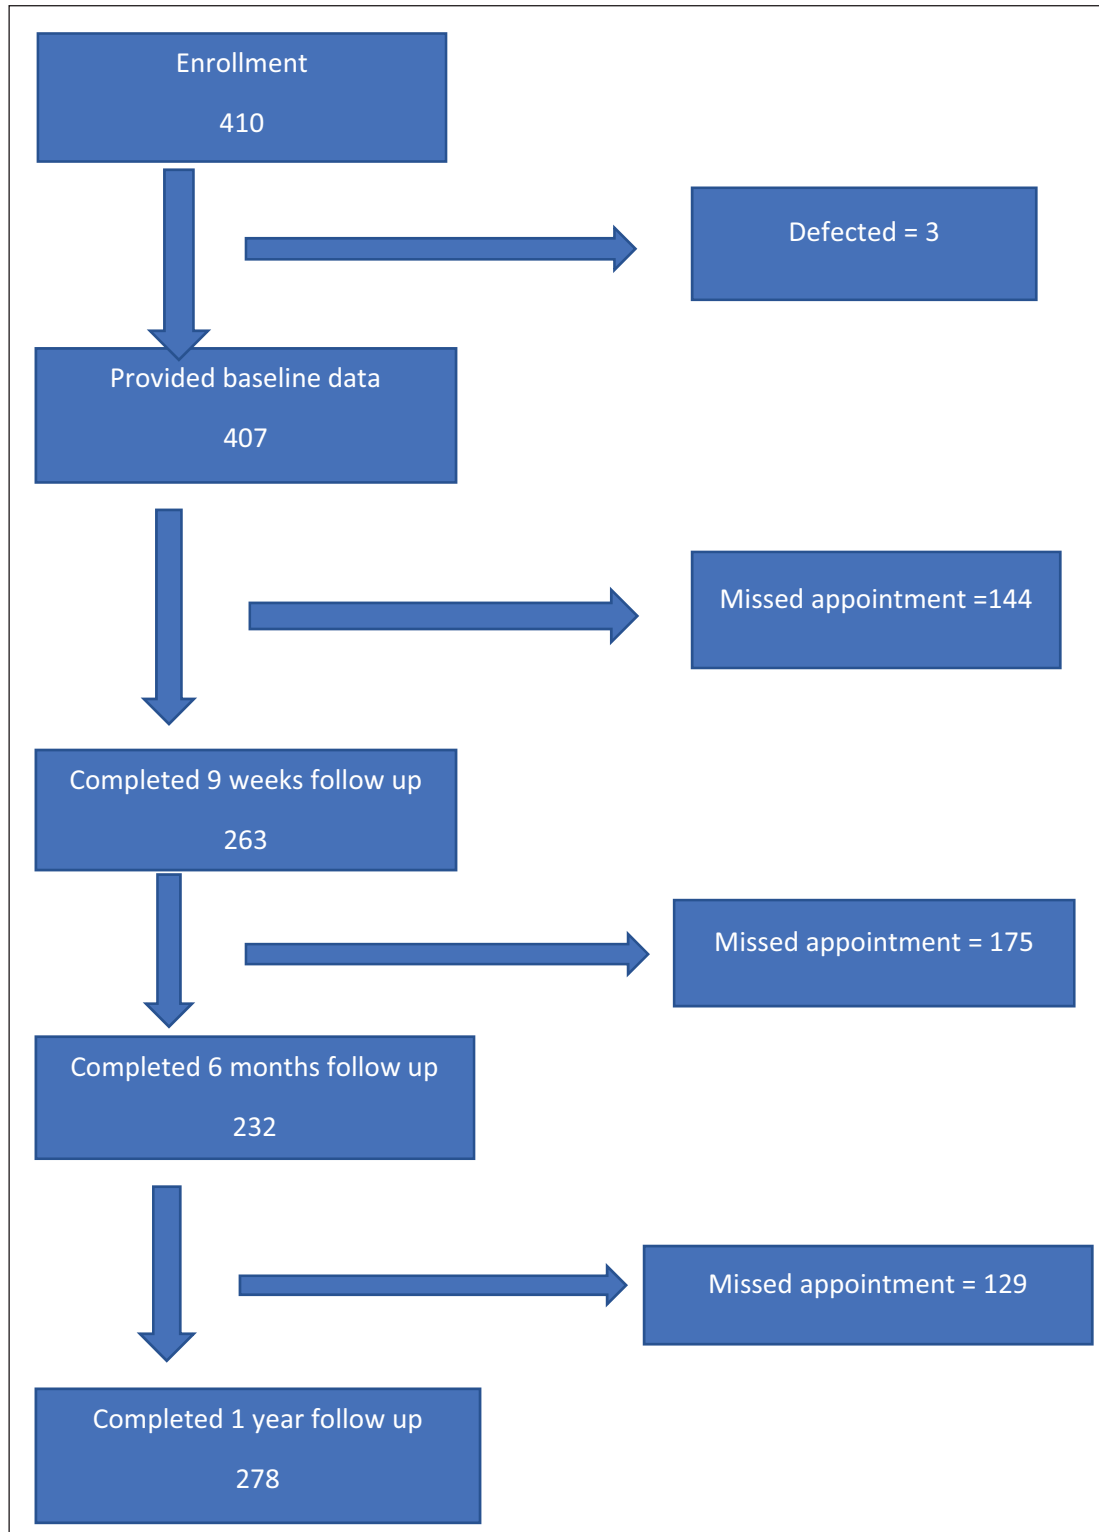 Enrollment
410
Defected = 3
Provided baseline data
407
Missed appointment =144
Completed 9 weeks follow up
263
Missed appointment = 175
Completed 6 months follow up
232
Missed appointment = 129
Completed 1 year follow up
278